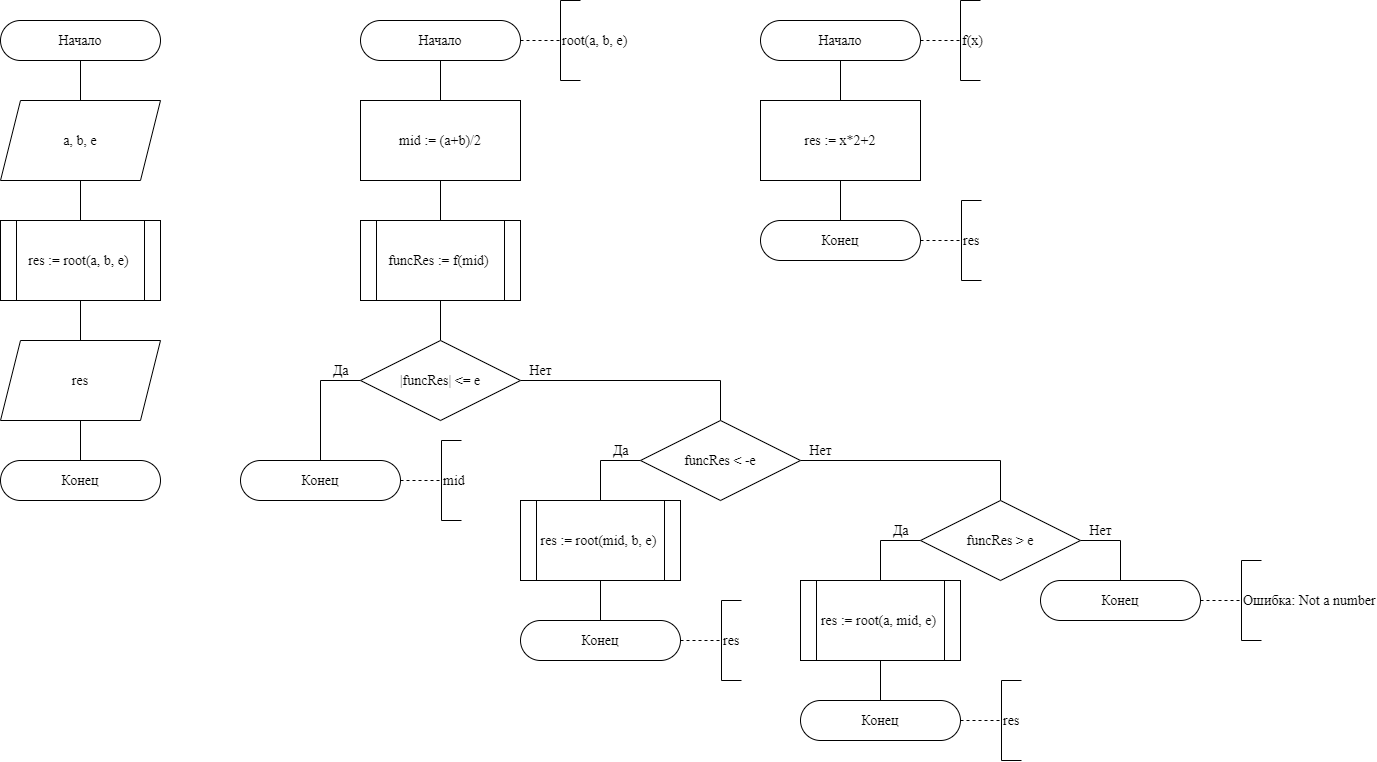 Начало
a, b, e
res := root(a, b, e)
res
Конец
Начало
root(a, b, e)
mid := (a+b)/2
funcRes := f(mid)
|funcRes| <= e
Да
Нет
Конец
mid
funcRes < -e
Да
Нет
res := root(mid, b, e)
Конец
res
funcRes > e
Да
Нет
res := root(a, mid, e)
Конец
res
Конец
Ошибка: Not a number
Начало
f(x)
res := x*2+2
Конец
res